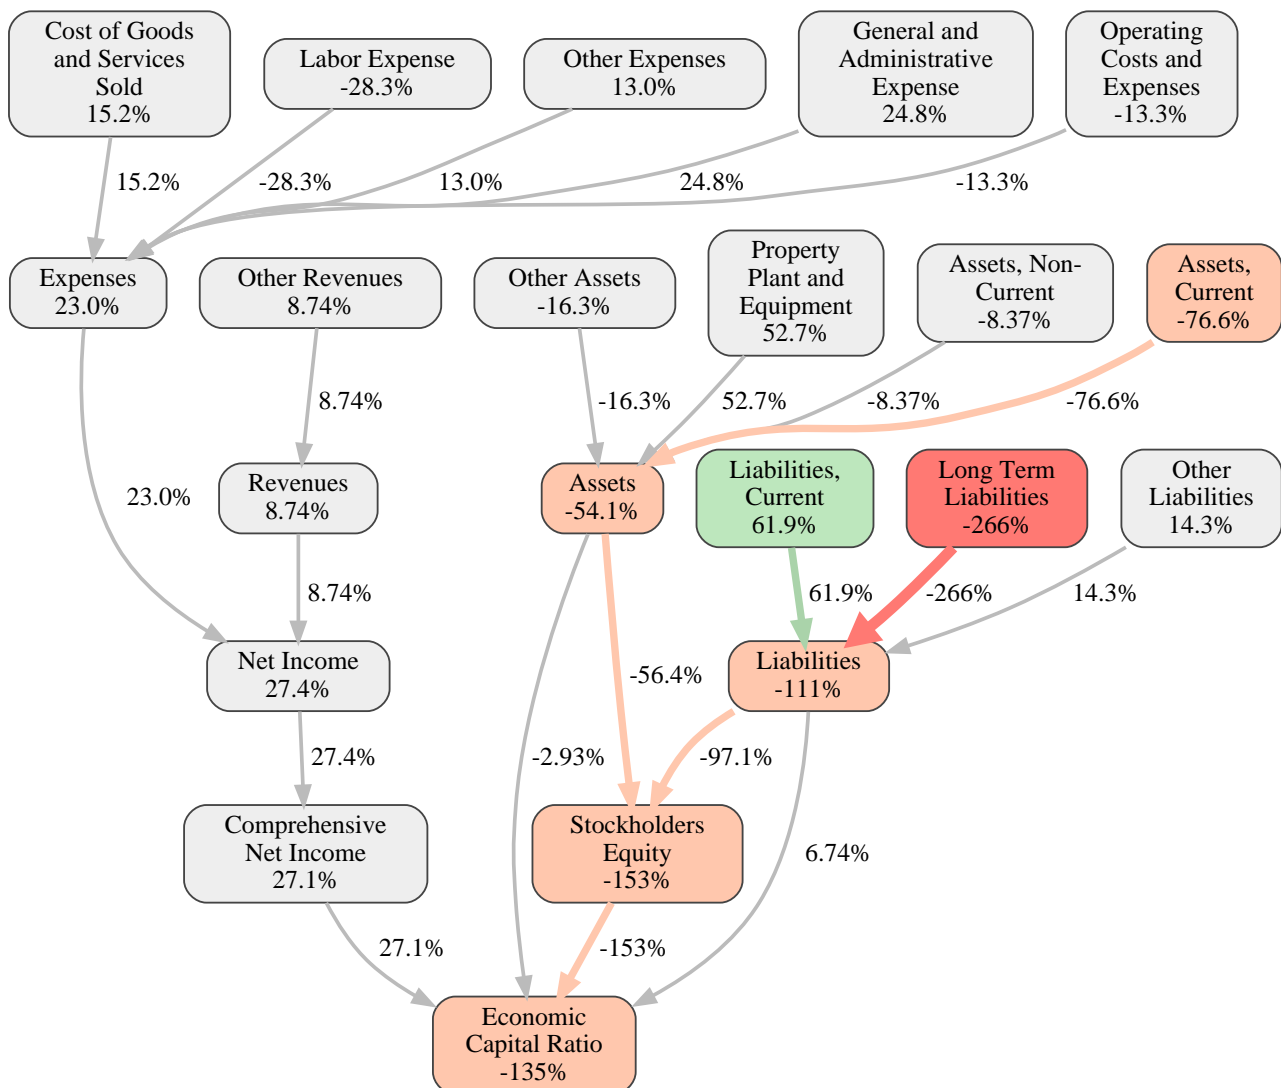 Cost of Goods
and Services
Sold
15.2%
Labor Expense
-28.3%
Other Expenses
13.0%
General and
Administrative
Expense
24.8%
Operating
Costs and
Expenses
-13.3%
15.2%
-28.3%
13.0%
24.8%
-13.3%
Expenses
23.0%
Other Revenues
8.74%
Other Assets
-16.3%
Property
Plant and
Equipment
52.7%
Assets, Non-
Current
-8.37%
Assets,
Current
-76.6%
8.74%
-16.3%
52.7%
-8.37%
-76.6%
23.0%
Revenues
8.74%
Assets
-54.1%
Liabilities,
Current
61.9%
Long Term
Liabilities
-266%
Other
Liabilities
14.3%
8.74%
61.9%
-266%
14.3%
Net Income
27.4%
-56.4%
Liabilities
-111%
27.4%
-2.93%
-97.1%
Comprehensive
Net Income
27.1%
Stockholders
Equity
-153%
6.74%
27.1%
-153%
Economic
Capital Ratio
-135%